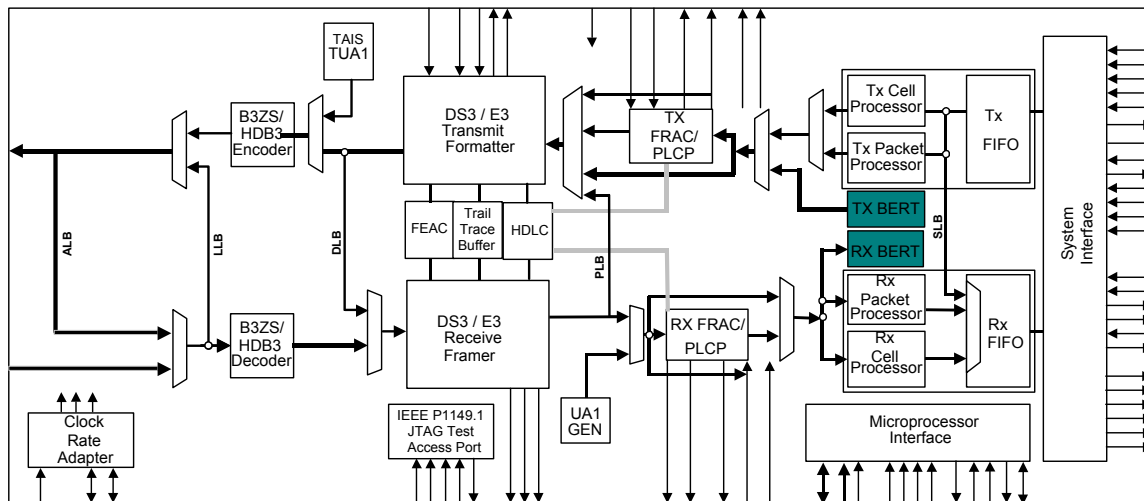 TAIS
TUA1
B3ZS/
HDB3
Encoder
DS3 / E3
Transmit
Formatter
TX
FRAC/
PLCP
Tx Cell
Processor
Tx Packet
Processor
Tx
FIFO
TX BERT
RX BERT
System
Interface
FEAC
Trail
Trace
Buffer
HDLC
ALB
LLB
DLB
PLB
SLB
B3ZS/
HDB3
Decoder
DS3 / E3
Receive
Framer
RX FRAC/
PLCP
Rx
Packet
Processor
Rx
Cell
Processor
Rx
FIFO
UA1
GEN
Clock
Rate
Adapter
IEEE P1149.1
JTAG Test
Access Port
Microprocessor
Interface